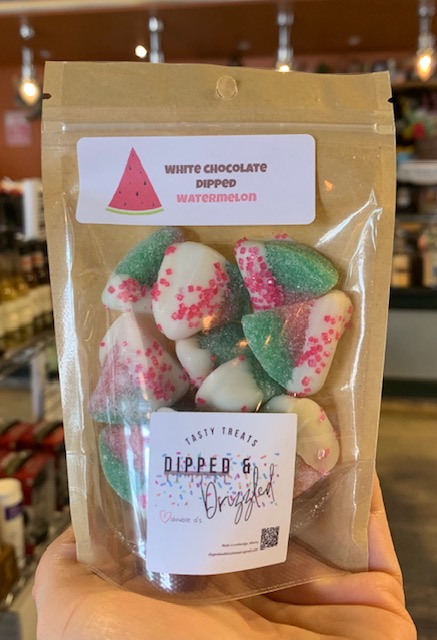 WHITE CHOCOLATE
DIPPED
WATERMELON
TASTY TREATS
DIPPED &
Drizzled